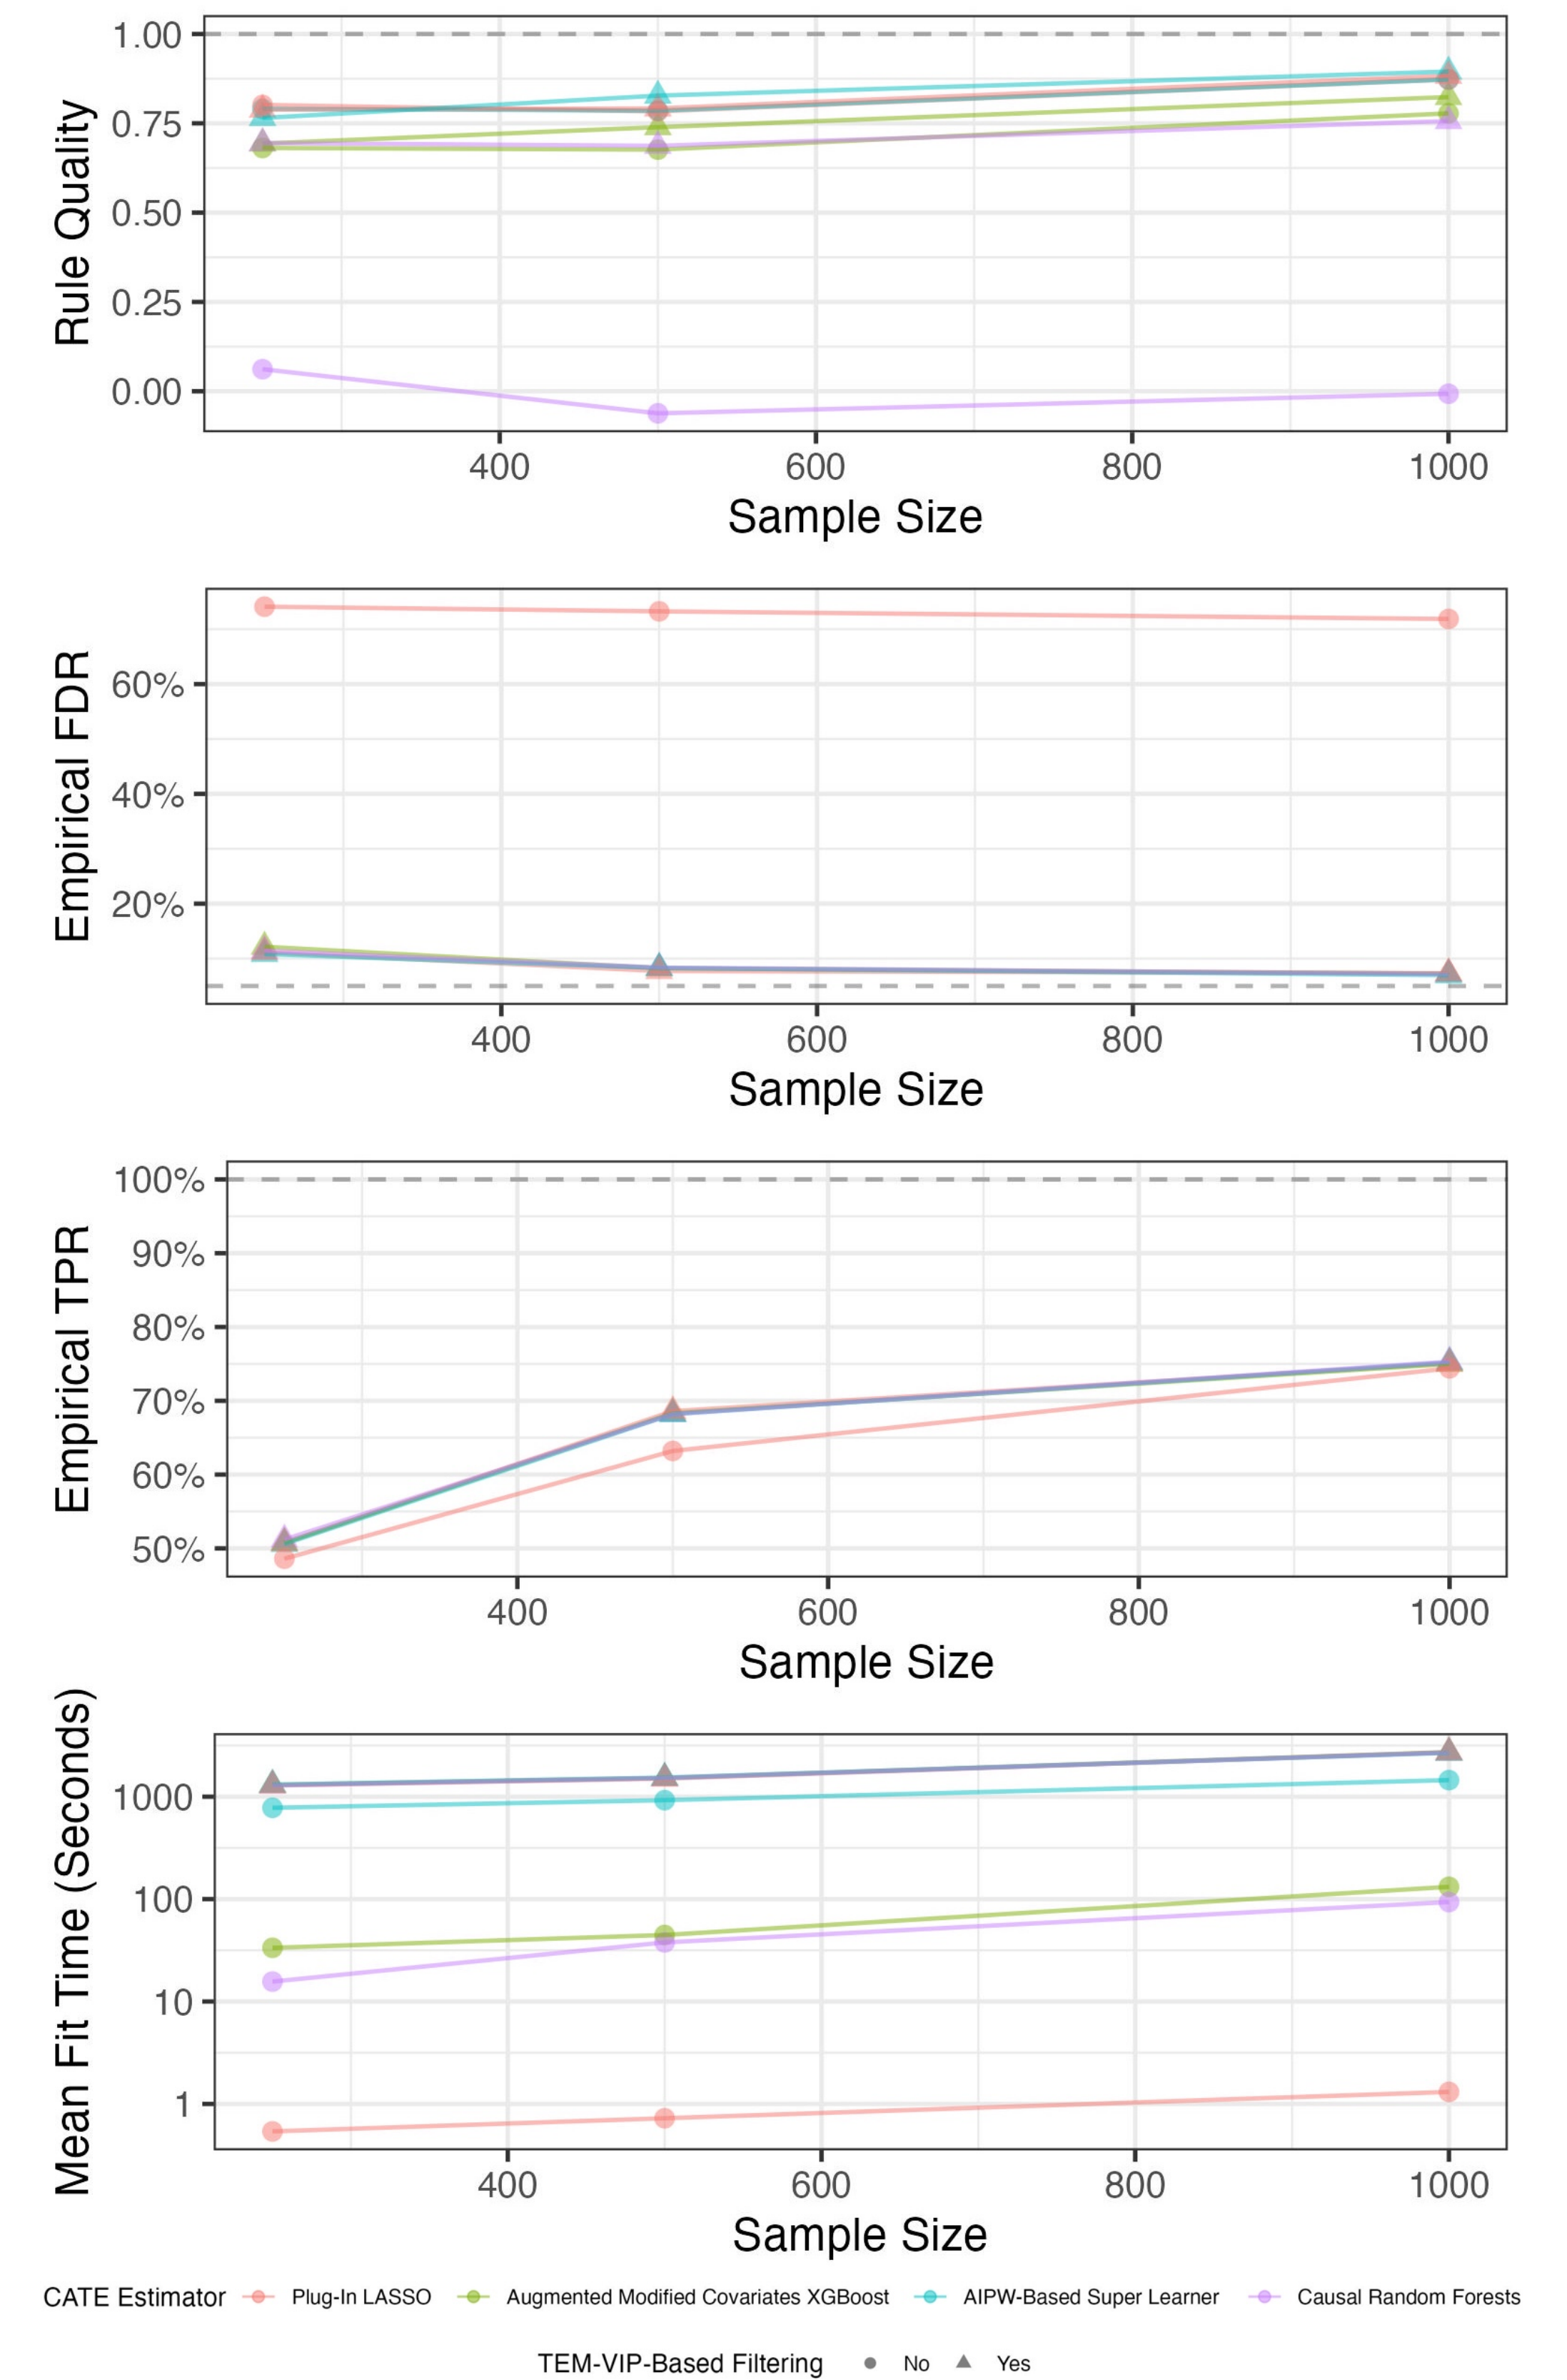 Rule Quality
1.00
0.75
0.50
0.25
0.00
400 600 800 1000
Sample Size
Empirical FDR
60%
40%
20%
400 600 800 1000
Sample Size
Empirical TPR
100%
90%
80%
70%
60%
50%
400 600 800 1000
Sample Size
Mean Fit Time (Seconds)
1000
100
10
1
400 600 800 1000
Sample Size
CATE Estimator Plug-In LASSO Augmented Modified Covariates XGBoost AIPW-Based Super Learner Causal Random Forests
TEM-VIP-Based Filtering No Yes